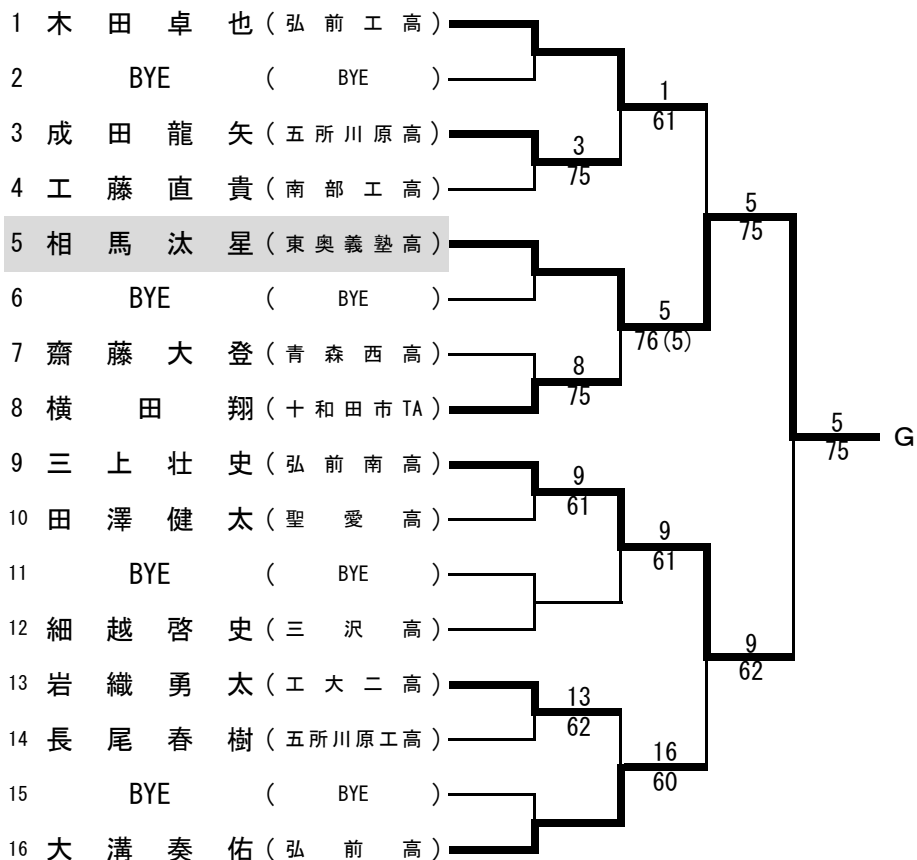 1 木田卓也(弘前工高)
2 BYE (BYE)
3 成田龍矢(五所川原高)
4 工藤直貴(南部工高)
5 相馬汰星(東奥義塾高)
6 BYE (BYE)
7 齋藤大登(青森西高)
8 横田翔(十和田市TA)
9 三上壮史(弘前南高)
10 田澤健太(聖愛高)
11 BYE (BYE)
12 細越啓史(三沢高)
13 岩織勇太(工大二高)
14 長尾春樹(五所川原工高)
15 BYE (BYE)
16 大溝奏佑(弘前高)
3
75
8
75
9
61
13
62
1
61
5
76(5)
9
61
16
60
5
75
9
62
5
75
G